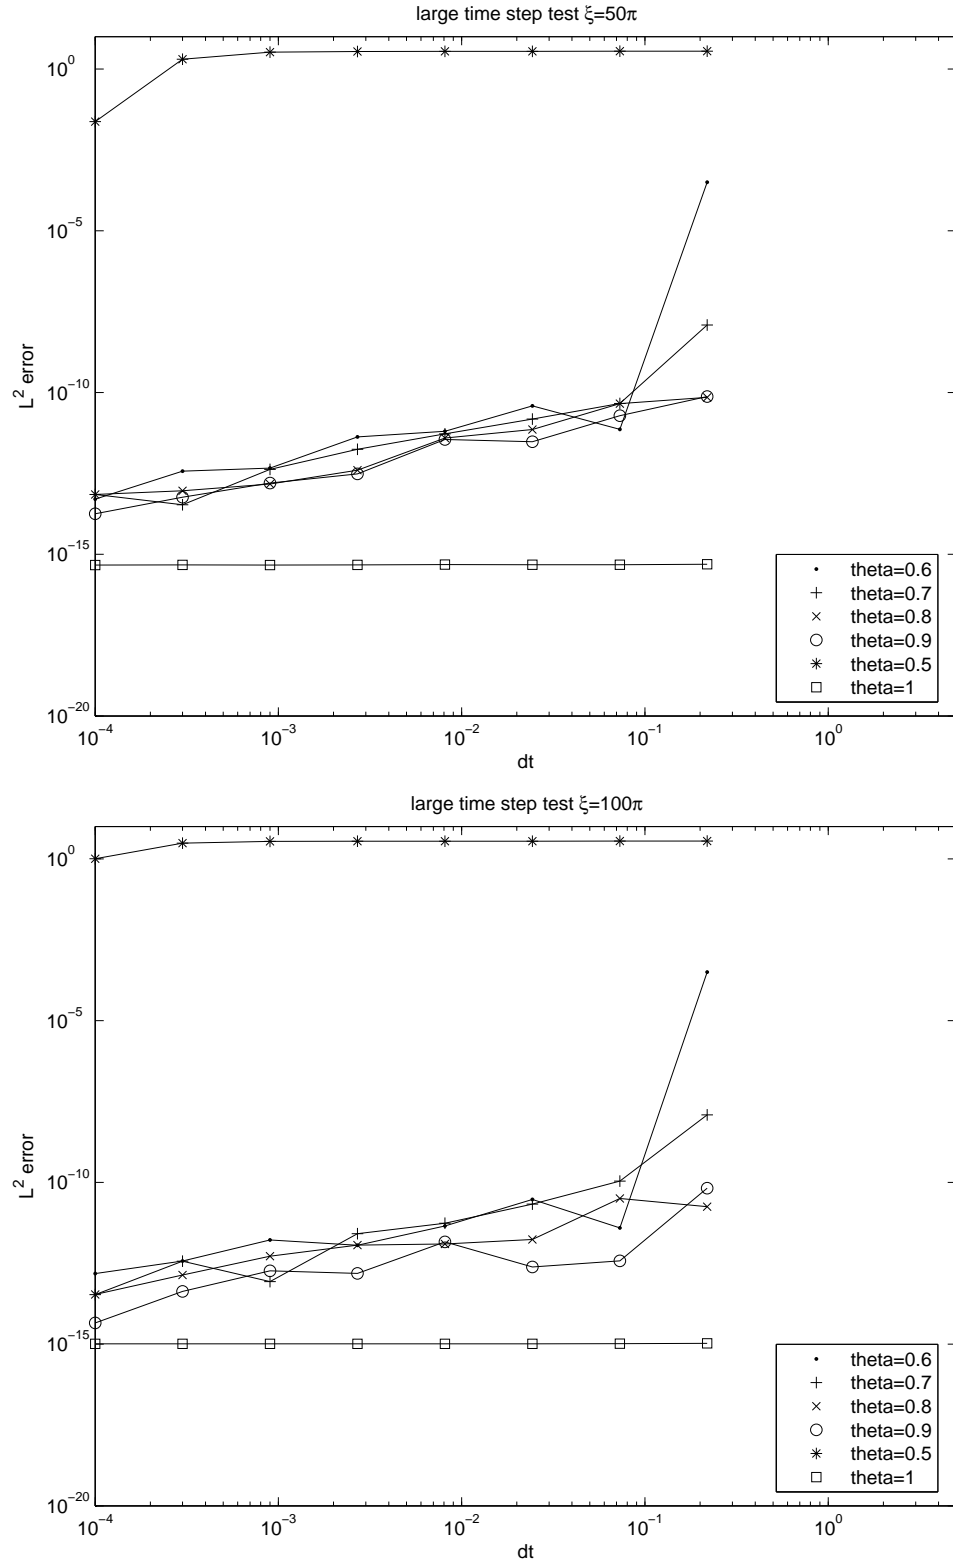 large time step test ξ=50π
10^0
10^-5
10^-10
10^-15
10^-20
L^2 error
10^-4
10^-3
10^-2
10^-1
10^0
dt
theta=0.6
theta=0.7
theta=0.8
theta=0.9
theta=0.5
theta=1
large time step test ξ=100π
10^0
10^-5
10^-10
10^-15
10^-20
L^2 error
10^-4
10^-3
10^-2
10^-1
10^0
dt
theta=0.6
theta=0.7
theta=0.8
theta=0.9
theta=0.5
theta=1